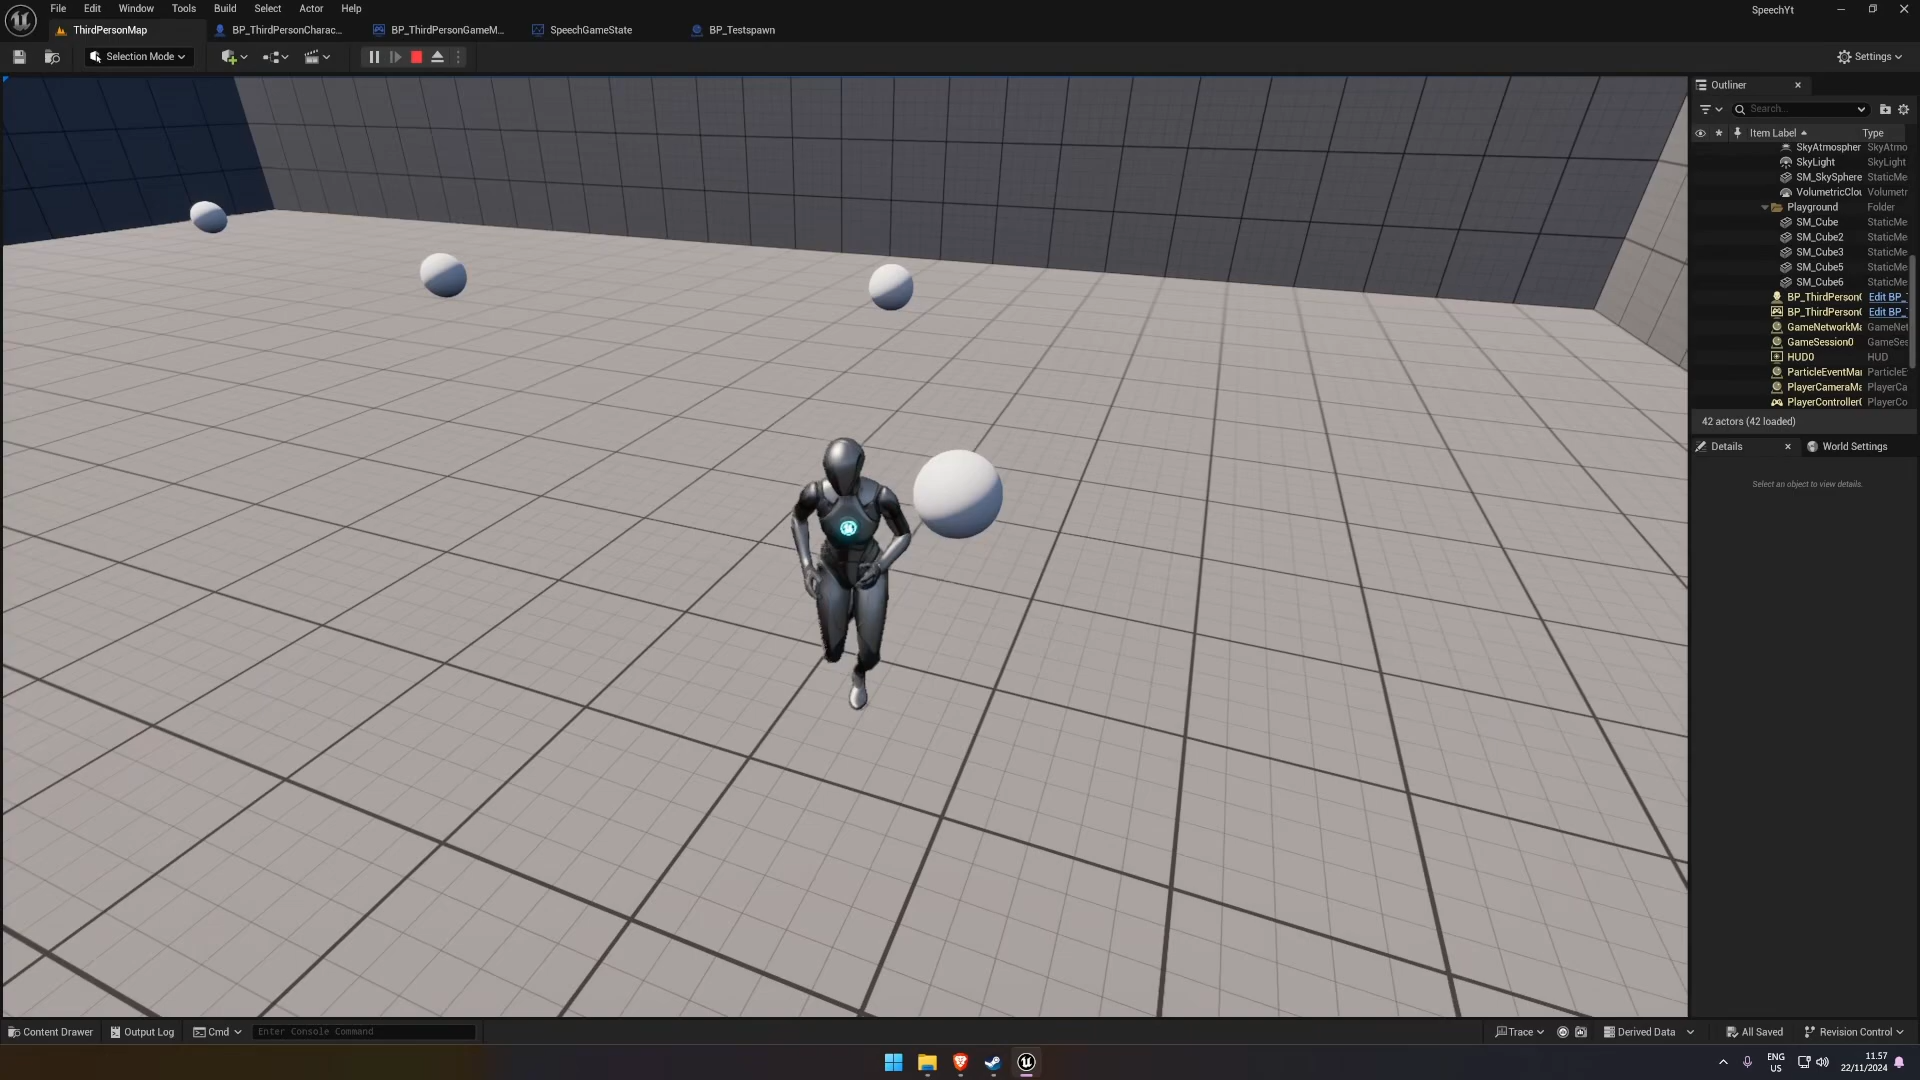 File Edit Window Tools Build Select Actor Help
SpeechYt
ThirdPersonMap
BP_ThirdPersonCharac...
BP_ThirdPersonGameM...
SpeechGameState
BP_Testspawn
Selection Mode
Settings
Outliner
Search...
Item Label Type
SkyAtmospher SkyAtmo
SkyLight SkyLight
SM_SkySphere StaticMe
VolumetricClou Volumetr
Playground Folder
SM_Cube StaticMe
SM_Cube2 StaticMe
SM_Cube3 StaticMe
SM_Cube5 StaticMe
SM_Cube6 StaticMe
BP_ThirdPerson Edit BP_
BP_ThirdPerson Edit BP_
GameNetworkMa GameNet
GameSession0 GameSes
HUD0 HUD
ParticleEventMan ParticleE
PlayerCameraMa PlayerCa
PlayerController PlayerCo
42 actors (42 loaded)
Details
World Settings
Select an object to view details.
Content Drawer
Output Log
Cmd
Enter Console Command
Trace
Derived Data
All Saved
Revision Control
ENG
US
11.57
22/11/2024